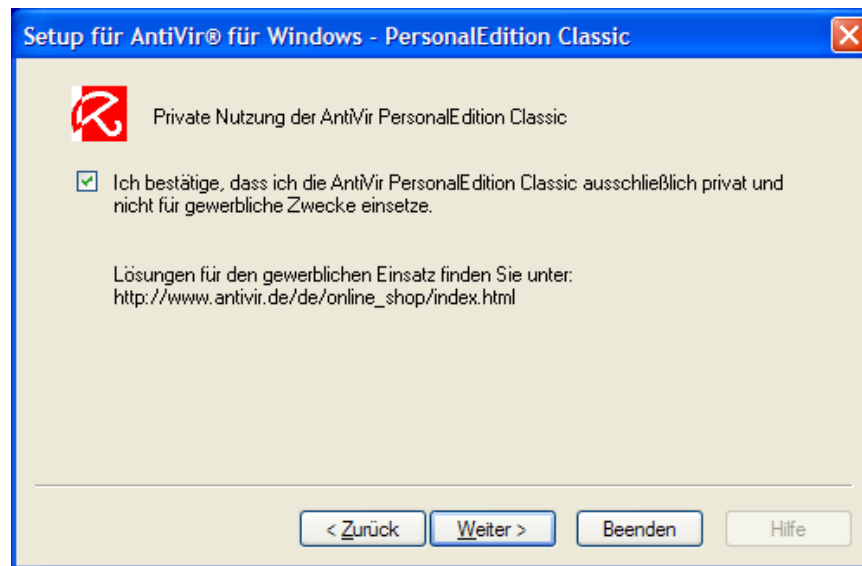 Setup für AntiVir® für Windows - PersonalEdition Classic
Private Nutzung der AntiVir PersonalEdition Classic
Ich bestätige, dass ich die AntiVir PersonalEdition Classic ausschließlich privat und
nicht für gewerbliche Zwecke einsetze.
Lösungen für den gewerblichen Einsatz finden Sie unter:
http://www.antivir.de/de/online_shop/index.html
< Zurück
Weiter >
Beenden
Hilfe